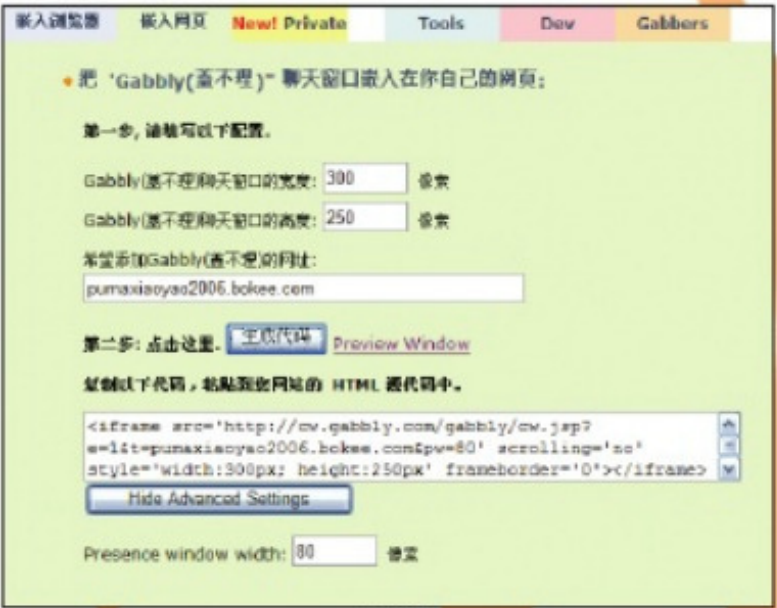 嵌入浏览器 嵌入网页 New! Private Tools Dev Gabbers
把 'Gabbly(盖不理)" 聊天窗口嵌入在你自己的网页:
第一步, 请填写以下配置.
Gabbly(盖不理)聊天窗口的宽度: 300 像素
Gabbly(盖不理)聊天窗口的高度: 250 像素
希望添加Gabbly(盖不理)的网址:
pumaxiaoyao2006.bokee.com
第二步: 点击这里. 生成代码 Preview Window
复制以下代码，粘贴到您网站的 HTML 源代码中。
<iframe src='http://cw.gabbly.com/gabbly/cw.jsp?
e=1&t=pumaxiaoyao2006.bokee.com&pw=80' scrolling='no'
style='width:300px; height:250px' frameborder='0'></iframe>
Hide Advanced Settings
Presence window width: 80 像素